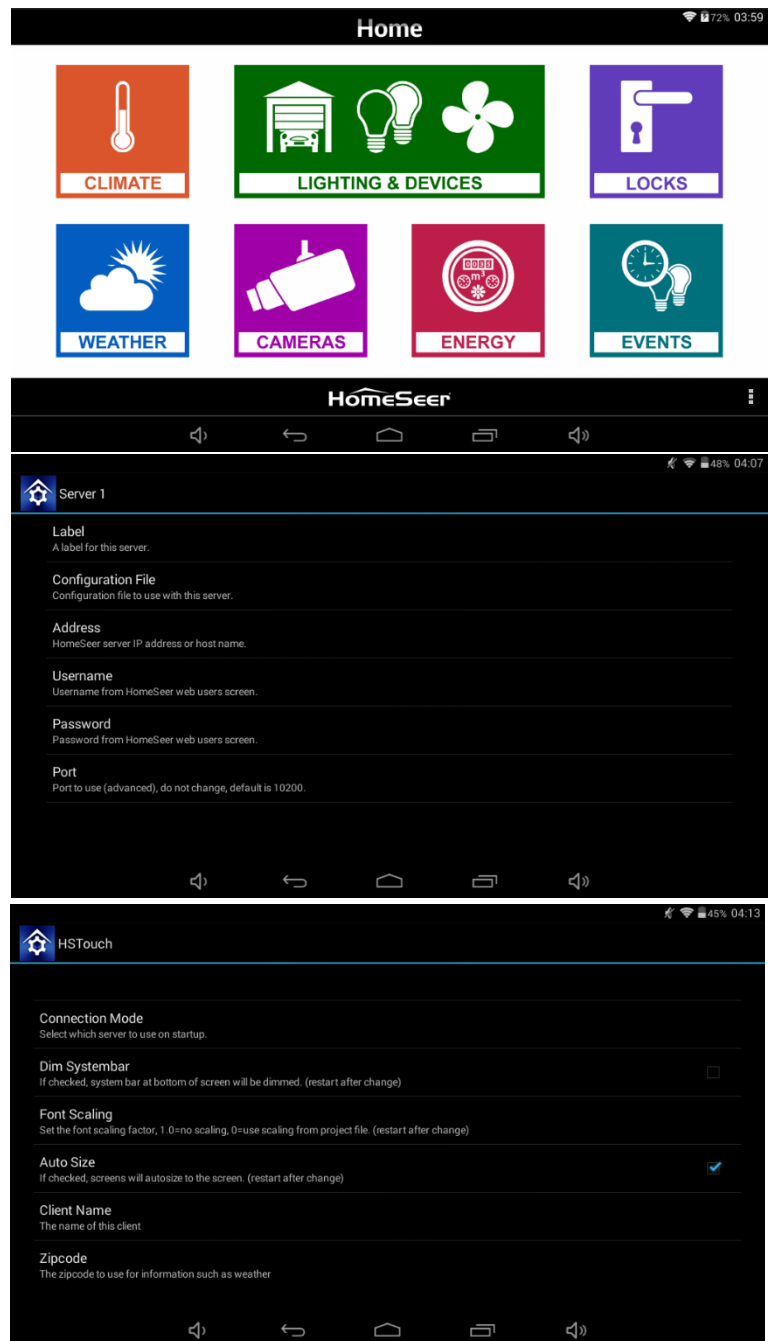 Home
72% 03:59
CLIMATE
LIGHTING & DEVICES
LOCKS
0035
m³
WEATHER
CAMERAS
ENERGY
EVENTS
HomeSeer
48% 04:07
Server 1
Label
A label for this server.
Configuration File
Configuration file to use with this server.
Address
HomeSeer server IP address or host name.
Username
Username from HomeSeer web users screen.
Password
Password from HomeSeer web users screen.
Port
Port to use (advanced), do not change, default is 10200.
45% 04:13
HSTouch
Connection Mode
Select which server to use on startup.
Dim Systembar
If checked, system bar at bottom of screen will be dimmed. (restart after change)
Font Scaling
Set the font scaling factor, 1.0=no scaling, 0=use scaling from project file. (restart after change)
Auto Size
If checked, screens will autosize to the screen. (restart after change)
Client Name
The name of this client
Zipcode
The zipcode to use for information such as weather